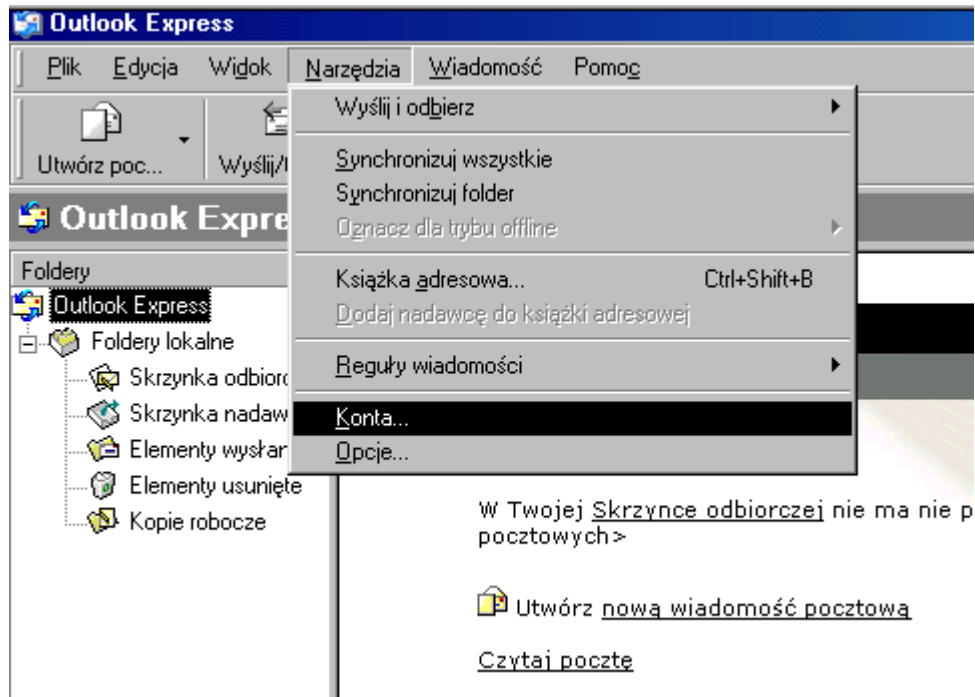 Outlook Express
Plik Edycja Widok Narzędzia Wiadomość Pomoc
Utwórz poc... Wyślij/
Outlook Expre
Wyślij i odbierz
Synchronizuj wszystkie
Synchronizuj folder
Oznacz dla trybu offline
Książka adresowa... Ctrl+Shift+B
Dodaj nadawcę do książki adresowej
Reguły wiadomości
Konta...
Opcje...
Foldery
Outlook Express
Foldery lokalne
Skrzynka odbiorc
Skrzynka nadaw
Elementy wysłan
Elementy usunięte
Kopie robocze
W Twojej Skrzynce odbiorczej nie ma nie p
pocztowych>
Utwórz nową wiadomość pocztową
Czytaj pocztę